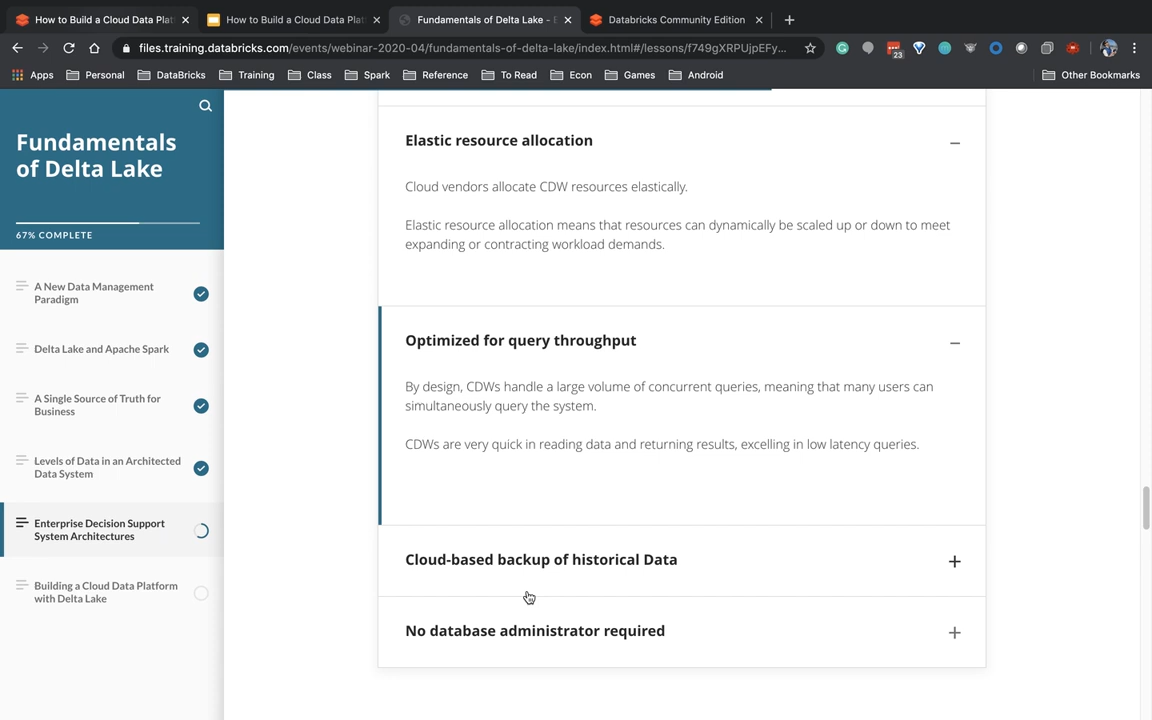 How to Build a Cloud Data Plat
How to Build a Cloud Data Plat
Fundamentals of Delta Lake - E
Databricks Community Edition
files.training.databricks.com/events/webinar-2020-04/fundamentals-of-delta-lake/index.html#/lessons/f749gXRPUjpEFy...
23
Apps
Personal
DataBricks
Training
Class
Spark
Reference
To Read
Econ
Games
Android
Other Bookmarks
Fundamentals
of Delta Lake
67% COMPLETE
A New Data Management
Paradigm
Delta Lake and Apache Spark
A Single Source of Truth for
Business
Levels of Data in an Architected
Data System
Enterprise Decision Support
System Architectures
Building a Cloud Data Platform
with Delta Lake
Elastic resource allocation
Cloud vendors allocate CDW resources elastically.
Elastic resource allocation means that resources can dynamically be scaled up or down to meet
expanding or contracting workload demands.
Optimized for query throughput
By design, CDWs handle a large volume of concurrent queries, meaning that many users can
simultaneously query the system.
CDWs are very quick in reading data and returning results, excelling in low latency queries.
Cloud-based backup of historical Data
No database administrator required